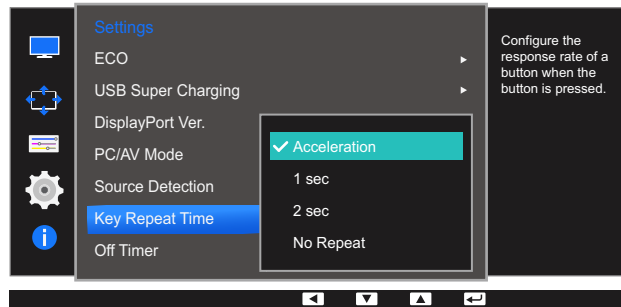 Settings
ECO
USB Super Charging
DisplayPort Ver.
PC/AV Mode
Source Detection
Key Repeat Time
Off Timer
Acceleration
1 sec
2 sec
No Repeat
Configure the
response rate of a
button when the
button is pressed.